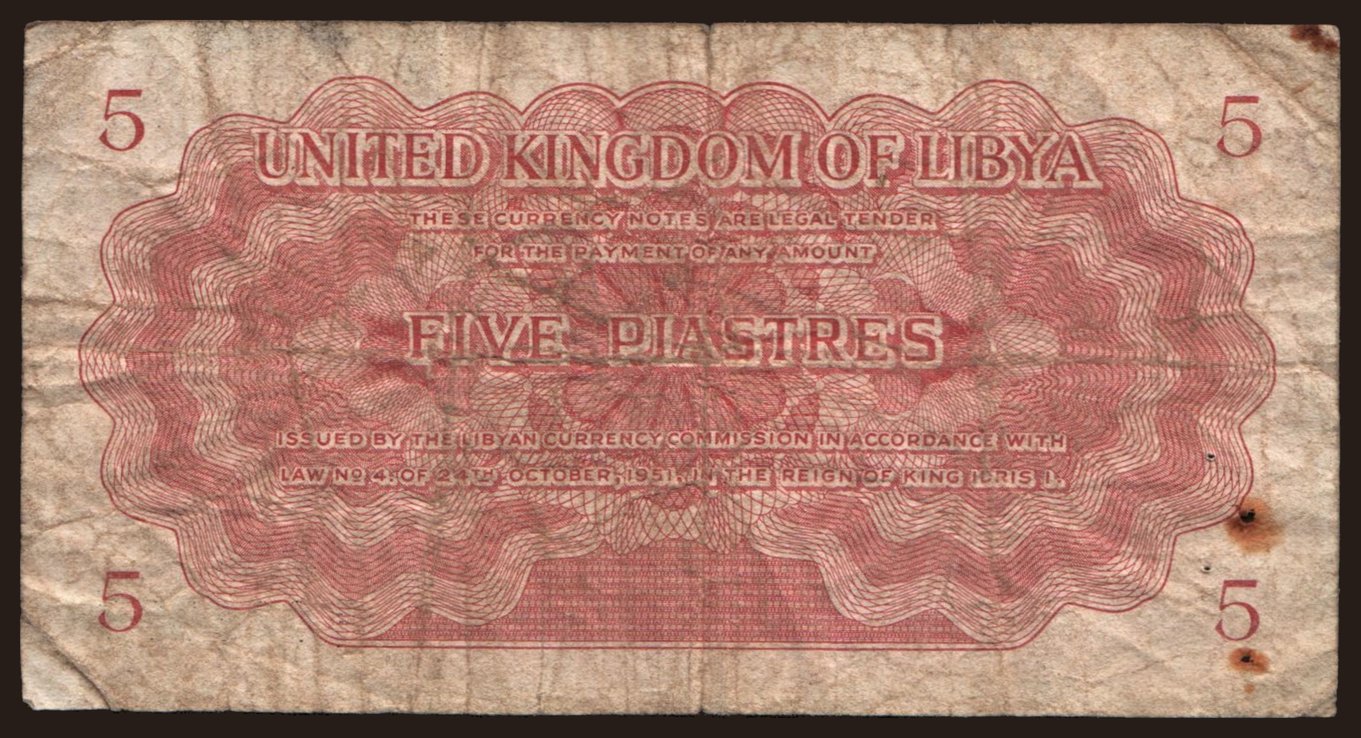 5 5
UNITED KINGDOM OF LIBYA
THESE CURRENCY NOTES ARE LEGAL TENDER
FOR THE PAYMENT OF ANY AMOUNT
FIVE PIASTRES
ISSUED BY THE LIBYAN CURRENCY COMMISSION IN ACCORDANCE WITH
LAW Nº 4. OF 24TH OCTOBER, 1951. IN THE REIGN OF KING IDRIS I.
5 5